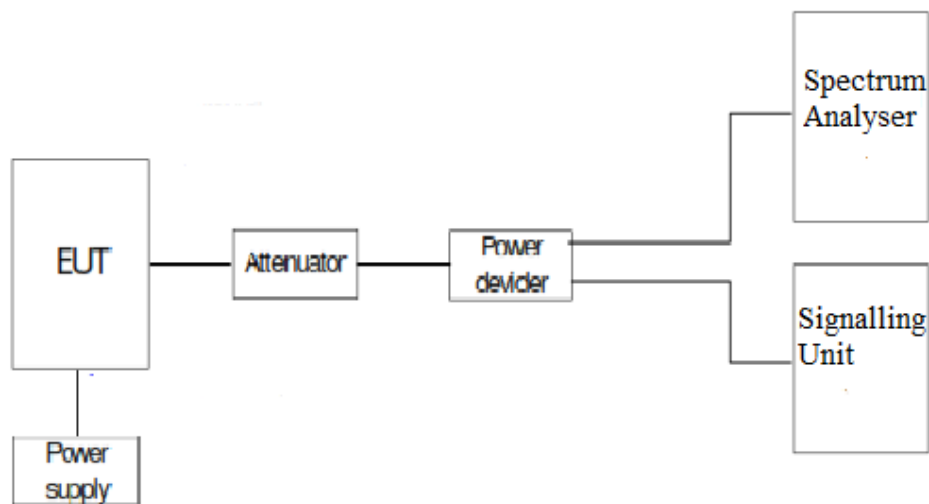 Spectrum
Analyser
EUT
Attenuator
Power
devider
Signalling
Unit
Power
supply